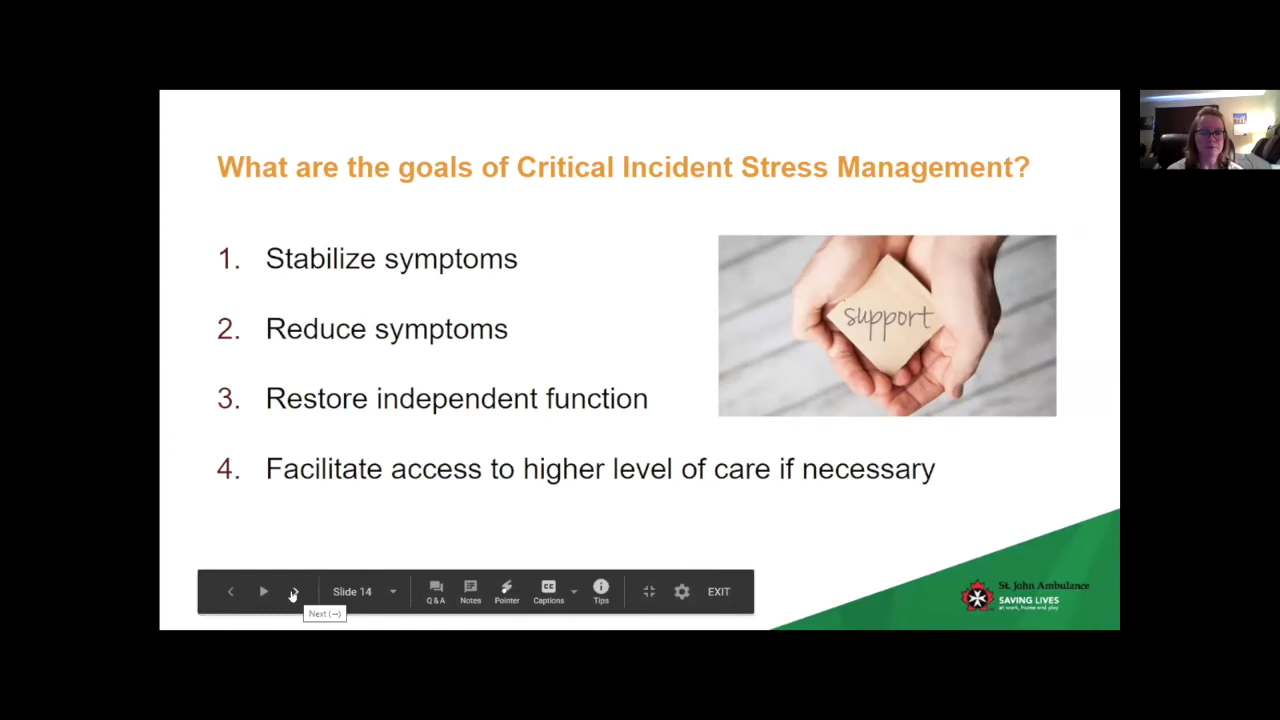 What are the goals of Critical Incident Stress Management?
1. Stabilize symptoms
2. Reduce symptoms
3. Restore independent function
4. Facilitate access to higher level of care if necessary
support
Slide 14
Q & A
Notes
Pointer
Captions
Tips
EXIT
Next (→)
St. John Ambulance
SAVING LIVES
at work, home and play